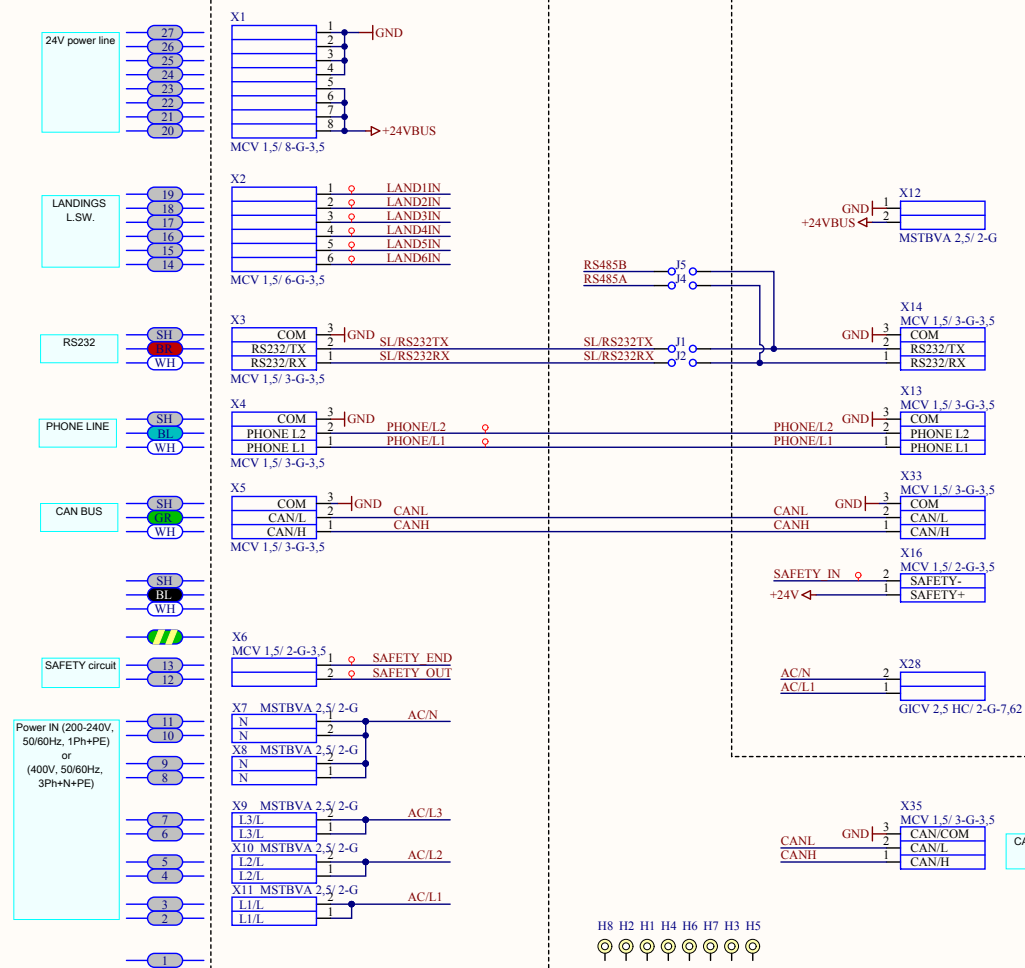 24V power line
27
26
25
24
23
22
21
20
X1
1
2
3
4
5
6
7
8
GND
+24VBUS
MCV 1,5/ 8-G-3,5
LANDINGS
L.SW.
19
18
17
16
15
14
X2
1 LAND1IN
2 LAND2IN
3 LAND3IN
4 LAND4IN
5 LAND5IN
6 LAND6IN
MCV 1,5/ 6-G-3,5
X12
GND 1
+24VBUS 2
MSTBVA 2,5/ 2-G
RS485B J5
RS485A J4
RS232
SH
BR
WH
X3
COM 3 GND
RS232/TX 2 SL/RS232TX
RS232/RX 1 SL/RS232RX
MCV 1,5/ 3-G-3,5
SL/RS232TX J1
SL/RS232RX J2
X14
MCV 1,5/ 3-G-3,5
GND 3 COM
2 RS232/TX
1 RS232/RX
PHONE LINE
SH
BL
WH
X4
COM 3 GND
PHONE L2 2 PHONE/L2
PHONE L1 1 PHONE/L1
MCV 1,5/ 3-G-3,5
X13
MCV 1,5/ 3-G-3,5
GND 3 COM
PHONE/L2 2 PHONE L2
PHONE/L1 1 PHONE L1
CAN BUS
SH
GR
WH
X5
COM 3 GND
CAN/L 2 CANL
CAN/H 1 CANH
MCV 1,5/ 3-G-3,5
X33
MCV 1,5/ 3-G-3,5
GND 3 COM
CANL 2 CAN/L
CANH 1 CAN/H
SH
BL
WH
X16
MCV 1,5/ 2-G-3,5
SAFETY_IN 2 SAFETY-
+24V 1 SAFETY+
SAFETY circuit
13
12
X6
MCV 1,5/ 2-G-3,5
1 SAFETY_END
2 SAFETY_OUT
X28
AC/N 2
AC/L1 1
GICV 2,5 HC/ 2-G-7,62
Power IN (200-240V,
50/60Hz, 1Ph+PE)
or
(400V, 50/60Hz,
3Ph+N+PE)
11
10
9
8
7
6
5
4
3
2
1
X7 MSTBVA 2,5/ 2-G
N 1 AC/N
N 2
X8 MSTBVA 2,5/ 2-G
N 2
N 1
X9 MSTBVA 2,5/ 2-G
L3/L 2 AC/L3
L3/L 1
X10 MSTBVA 2,5/ 2-G
L2/L 2 AC/L2
L2/L 1
X11 MSTBVA 2,5/ 2-G
L1/L 2 AC/L1
L1/L 1
X35
MCV 1,5/ 3-G-3,5
GND 3 CAN/COM
CANL 2 CAN/L
CANH 1 CAN/H
CA
H8 H2 H1 H4 H6 H7 H3 H5